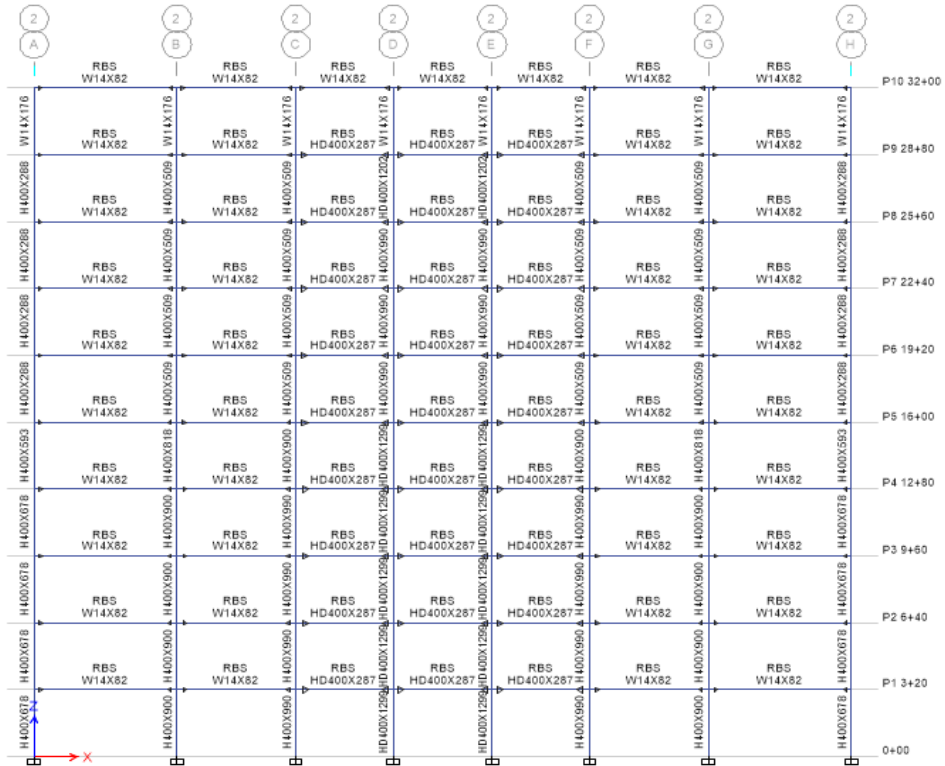 2 2 2 2 2 2 2 2
A B C D E F G H
RBS RBS RBS RBS RBS RBS RBS
W14X82 W14X82 W14X82 W14X82 W14X82 W14X82 W14X82 P10 32+00
W14X176 W14X176 W14X176 W14X176 W14X176 W14X176 W14X176 W14X176
RBS RBS RBS RBS RBS RBS RBS
W14X82 W14X82 HD400X287 HD400X287 HD400X287 W14X82 W14X82 P9 28+80
H400X288 H400X509 H400X509 HD400X1202 HD400X1202 H400X509 H400X509 H400X288
RBS RBS RBS RBS RBS RBS RBS
W14X82 W14X82 HD400X287 HD400X287 HD400X287 W14X82 W14X82 P8 25+60
H400X288 H400X509 H400X509 H400X990 H400X990 H400X509 H400X509 H400X288
RBS RBS RBS RBS RBS RBS RBS
W14X82 W14X82 HD400X287 HD400X287 HD400X287 W14X82 W14X82 P7 22+40
H400X288 H400X509 H400X509 H400X990 H400X990 H400X509 H400X509 H400X288
RBS RBS RBS RBS RBS RBS RBS
W14X82 W14X82 HD400X287 HD400X287 HD400X287 W14X82 W14X82 P6 19+20
H400X288 H400X509 H400X509 H400X990 H400X990 H400X509 H400X509 H400X288
RBS RBS RBS RBS RBS RBS RBS
W14X82 W14X82 HD400X287 HD400X287 HD400X287 W14X82 W14X82 P5 16+00
H400X593 H400X818 H400X900 HD400X1299 HD400X1299 H400X900 H400X818 H400X593
RBS RBS RBS RBS RBS RBS RBS
W14X82 W14X82 HD400X287 HD400X287 HD400X287 W14X82 W14X82 P4 12+80
H400X678 H400X900 H400X990 HD400X1299 HD400X1299 H400X990 H400X900 H400X678
RBS RBS RBS RBS RBS RBS RBS
W14X82 W14X82 HD400X287 HD400X287 HD400X287 W14X82 W14X82 P3 9+60
H400X678 H400X900 H400X990 HD400X1299 HD400X1299 H400X990 H400X900 H400X678
RBS RBS RBS RBS RBS RBS RBS
W14X82 W14X82 HD400X287 HD400X287 HD400X287 W14X82 W14X82 P2 6+40
H400X678 H400X900 H400X990 HD400X1299 HD400X1299 H400X990 H400X900 H400X678
RBS RBS RBS RBS RBS RBS RBS
W14X82 W14X82 HD400X287 HD400X287 HD400X287 W14X82 W14X82 P1 3+20
H400X678 H400X900 H400X990 HD400X1299 HD400X1299 H400X990 H400X900 H400X678
Z
X 0+00